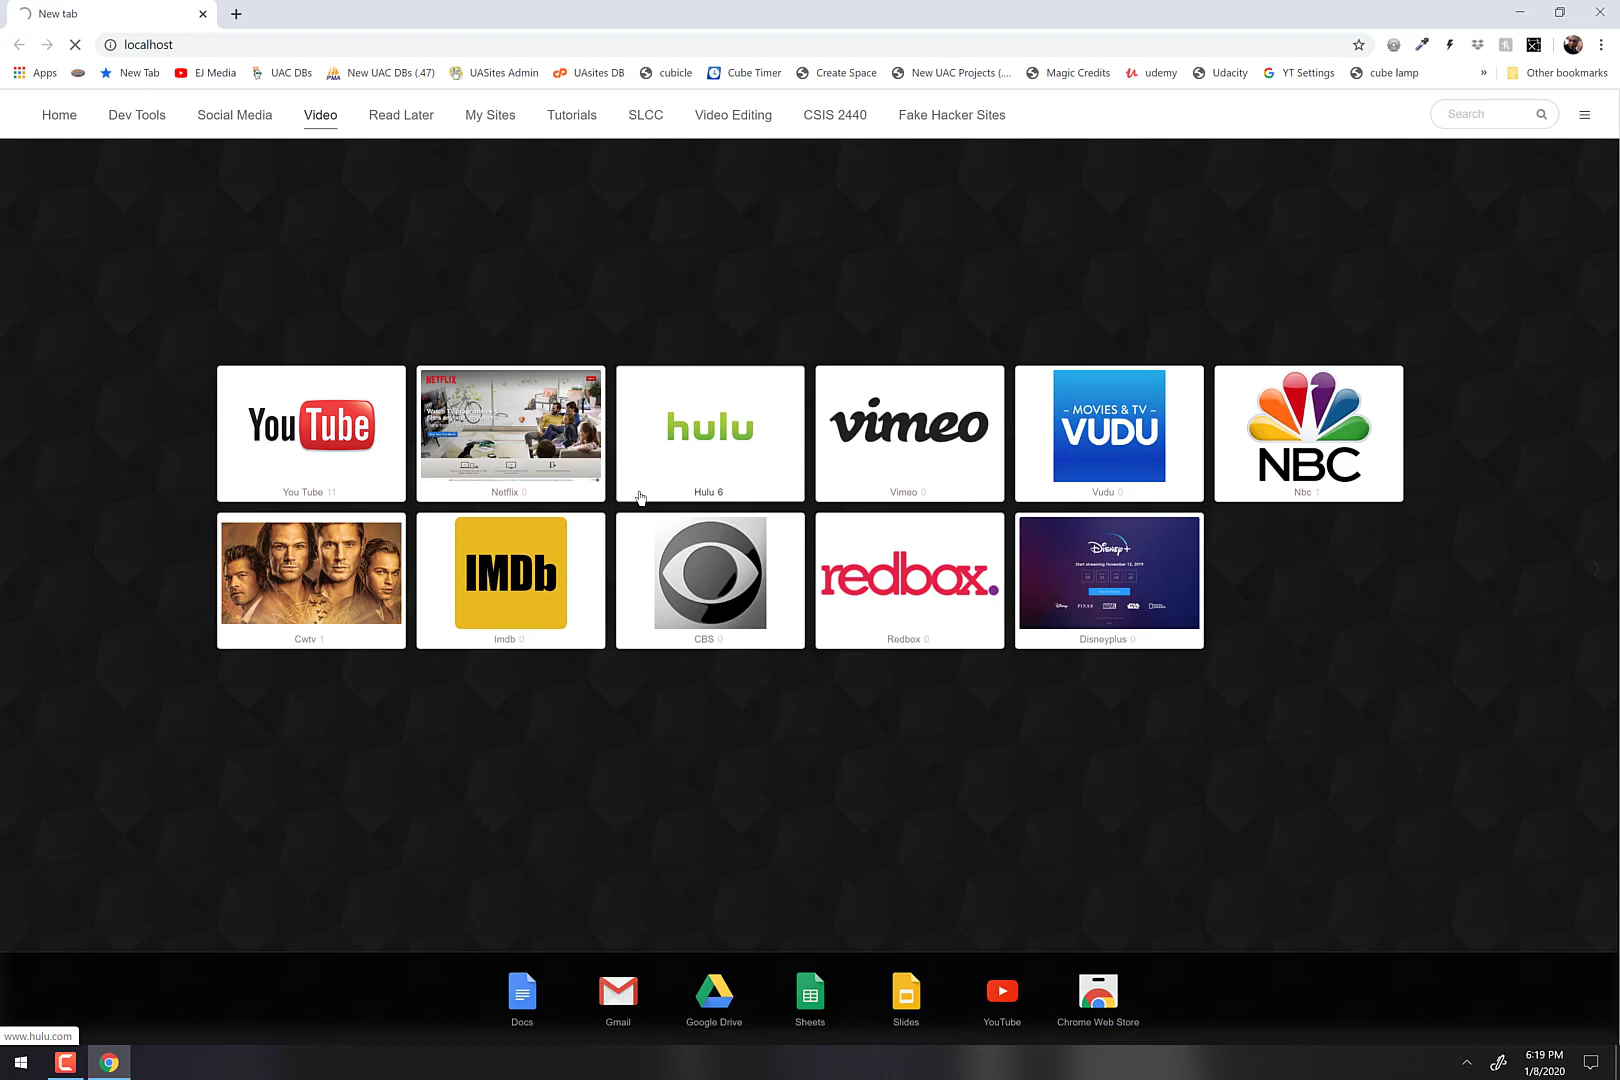 New tab
localhost
Apps
New Tab
EJ Media
UAC DBs
New UAC DBs (.47)
UASites Admin
UAsites DB
cubicle
Cube Timer
Create Space
New UAC Projects (....
Magic Credits
udemy
Udacity
YT Settings
cube lamp
»
Other bookmarks
Home
Dev Tools
Social Media
Video
Read Later
My Sites
Tutorials
SLCC
Video Editing
CSIS 2440
Fake Hacker Sites
Search
YouTube
NETFLIX
hulu
vimeo
– MOVIES & TV –
VUDU
NBC
You Tube 11
Netflix 0
Hulu 6
Vimeo 0
Vudu 0
Nbc 1
IMDb
redbox.
Disney+
Start streaming November 12, 2019
Cwtv 1
Imdb 0
CBS 0
Redbox 0
Disneyplus 0
Docs
Gmail
Google Drive
Sheets
Slides
YouTube
Chrome Web Store
www.hulu.com
6:19 PM
1/8/2020